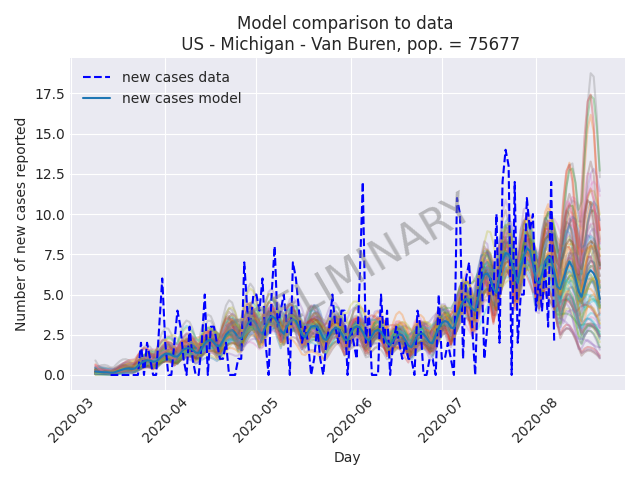 Model comparison to data
US - Michigan - Van Buren, pop. = 75677
new cases data
new cases model
Number of new cases reported
17.5
15.0
12.5
10.0
7.5
5.0
2.5
0.0
2020-03
2020-04
2020-05
2020-06
2020-07
2020-08
Day